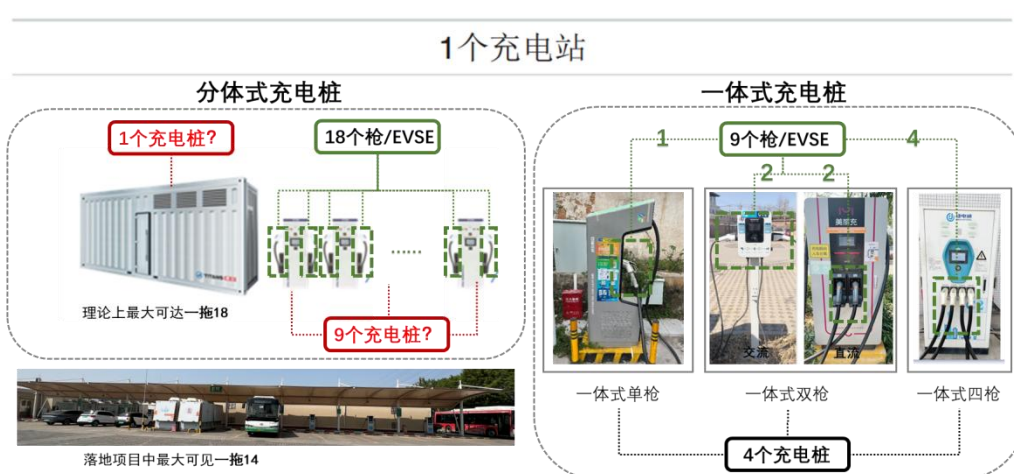 1个充电站
分体式充电桩
1个充电桩?
18个枪/EVSE
......
理论上最大可达一拖18
9个充电桩?
落地项目中最大可见一拖14
一体式充电桩
1
9个枪/EVSE
4
2
2
交流
直流
一体式单枪
一体式双枪
一体式四枪
4个充电桩